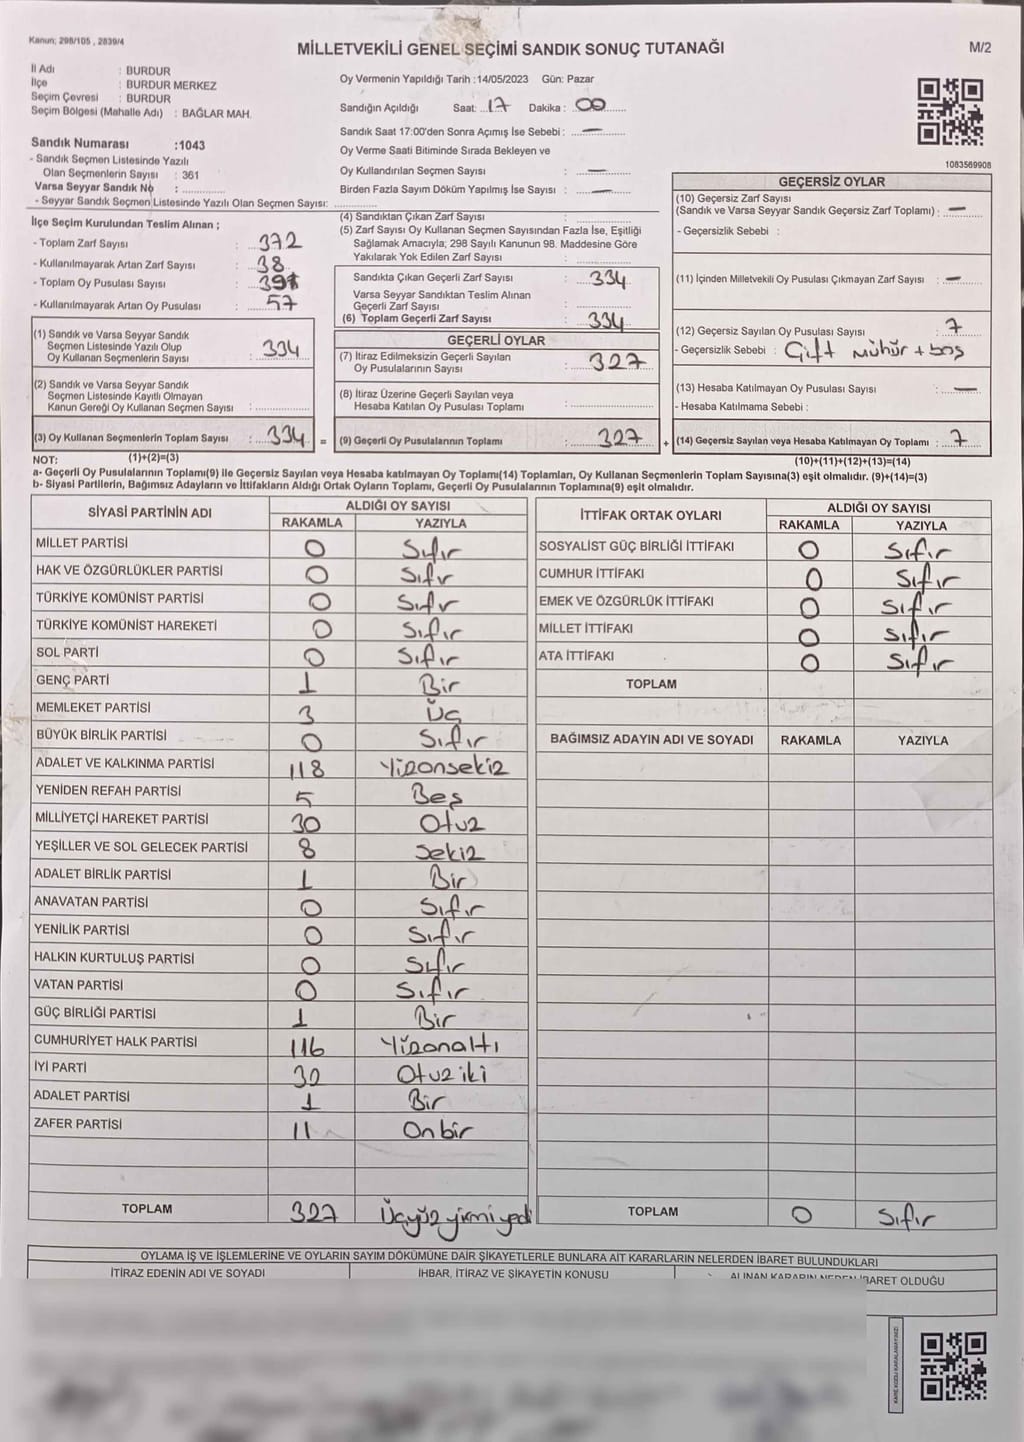 Kanun; 298/105 , 2839/4
MİLLETVEKİLİ GENEL SEÇİMİ SANDIK SONUÇ TUTANAĞI
M/2
İl Adı : BURDUR
İlçe : BURDUR MERKEZ
Seçim Çevresi : BURDUR
Seçim Bölgesi (Mahalle Adı) : BAĞLAR MAH.
Sandık Numarası :1043
- Sandık Seçmen Listesinde Yazılı
Olan Seçmenlerin Sayısı : 361
Varsa Seyyar Sandık No :
- Seyyar Sandık Seçmen Listesinde Yazılı Olan Seçmen Sayısı:
Oy Vermenin Yapıldığı Tarih :14/05/2023 Gün: Pazar
Sandığın Açıldığı Saat: 17 Dakika : 00
Sandık Saat 17:00'den Sonra Açımış İse Sebebi : —
Oy Verme Saati Bitiminde Sırada Bekleyen ve
Oy Kullandırılan Seçmen Sayısı : —
Birden Fazla Sayım Döküm Yapılmış İse Sayısı : —
1083569908
İlçe Seçim Kurulundan Teslim Alınan ;
- Toplam Zarf Sayısı : 372
- Kullanılmayarak Artan Zarf Sayısı : 38
- Toplam Oy Pusulası Sayısı : 391
- Kullanılmayarak Artan Oy Pusulası : 57
(1) Sandık ve Varsa Seyyar Sandık
Seçmen Listesinde Yazılı Olup
Oy Kullanan Seçmenlerin Sayısı : 334
(2) Sandık ve Varsa Seyyar Sandık
Seçmen Listesinde Kayıtlı Olmayan
Kanun Gereği Oy Kullanan Seçmen Sayısı :
(3) Oy Kullanan Seçmenlerin Toplam Sayısı : 334 =
(4) Sandıktan Çıkan Zarf Sayısı :
(5) Zarf Sayısı Oy Kullanan Seçmen Sayısından Fazla İse, Eşitliği
Sağlamak Amacıyla; 298 Sayılı Kanunun 98. Maddesine Göre
Yakılarak Yok Edilen Zarf Sayısı :
Sandıkta Çıkan Geçerli Zarf Sayısı : 334
Varsa Seyyar Sandıktan Teslim Alınan
Geçerli Zarf Sayısı :
(6) Toplam Geçerli Zarf Sayısı : 334
GEÇERLİ OYLAR
(7) İtiraz Edilmeksizin Geçerli Sayılan
Oy Pusulalarının Sayısı : 327
(8) İtiraz Üzerine Geçerli Sayılan veya
Hesaba Katılan Oy Pusulası Toplamı :
(9) Geçerli Oy Pusulalarının Toplamı : 327 +
GEÇERSİZ OYLAR
(10) Geçersiz Zarf Sayısı
(Sandık ve Varsa Seyyar Sandık Geçersiz Zarf Toplamı) : —
- Geçersizlik Sebebi :
(11) İçinden Milletvekili Oy Pusulası Çıkmayan Zarf Sayısı : —
(12) Geçersiz Sayılan Oy Pusulası Sayısı : 7
- Geçersizlik Sebebi : Çift mühür + boş
(13) Hesaba Katılmayan Oy Pusulası Sayısı : —
- Hesaba Katılmama Sebebi :
(14) Geçersiz Sayılan veya Hesaba Katılmayan Oy Toplamı : 7
NOT: (1)+(2)=(3)
(10)+(11)+(12)+(13)=(14)
a- Geçerli Oy Pusulalarının Toplamı(9) ile Geçersiz Sayılan veya Hesaba katılmayan Oy Toplamı(14) Toplamları, Oy Kullanan Seçmenlerin Toplam Sayısına(3) eşit olmalıdır. (9)+(14)=(3)
b- Siyasi Partilerin, Bağımsız Adayların ve İttifakların Aldığı Ortak Oyların Toplamı, Geçerli Oy Pusulalarının Toplamına(9) eşit olmalıdır.
SİYASİ PARTİNİN ADI
ALDIĞI OY SAYISI
RAKAMLA YAZIYLA
MİLLET PARTİSİ 0 Sıfır
HAK VE ÖZGÜRLÜKLER PARTİSİ 0 Sıfır
TÜRKİYE KOMÜNİST PARTİSİ 0 Sıfır
TÜRKİYE KOMÜNİST HAREKETİ 0 Sıfır
SOL PARTİ 0 Sıfır
GENÇ PARTİ 1 Bir
MEMLEKET PARTİSİ 3 Üç
BÜYÜK BİRLİK PARTİSİ 0 Sıfır
ADALET VE KALKINMA PARTİSİ 118 Yüzonsekiz
YENİDEN REFAH PARTİSİ 5 Beş
MİLLİYETÇİ HAREKET PARTİSİ 30 Otuz
YEŞİLLER VE SOL GELECEK PARTİSİ 8 Sekiz
ADALET BİRLİK PARTİSİ 1 Bir
ANAVATAN PARTİSİ 0 Sıfır
YENİLİK PARTİSİ 0 Sıfır
HALKIN KURTULUŞ PARTİSİ 0 Sıfır
VATAN PARTİSİ 0 Sıfır
GÜÇ BİRLİĞİ PARTİSİ 1 Bir
CUMHURİYET HALK PARTİSİ 116 Yüzonaltı
İYİ PARTİ 32 Otuziki
ADALET PARTİSİ 1 Bir
ZAFER PARTİSİ 11 Onbir
TOPLAM 327 Üçyüzyirmiyedi
İTTİFAK ORTAK OYLARI
ALDIĞI OY SAYISI
RAKAMLA YAZIYLA
SOSYALİST GÜÇ BİRLİĞİ İTTİFAKI 0 Sıfır
CUMHUR İTTİFAKI 0 Sıfır
EMEK VE ÖZGÜRLÜK İTTİFAKI 0 Sıfır
MİLLET İTTİFAKI 0 Sıfır
ATA İTTİFAKI 0 Sıfır
TOPLAM
BAĞIMSIZ ADAYIN ADI VE SOYADI RAKAMLA YAZIYLA
TOPLAM 0 Sıfır
OYLAMA İŞ VE İŞLEMLERİNE VE OYLARIN SAYIM DÖKÜMÜNE DAİR ŞİKAYETLERLE BUNLARA AİT KARARLARIN NELERDEN İBARET BULUNDUKLARI
İTİRAZ EDENİN ADI VE SOYADI
İHBAR, İTİRAZ VE ŞİKAYETİN KONUSU
ALINAN KARARIN NEDEN İBARET OLDUĞU
KARE KODU KARALAMAYINIZ!